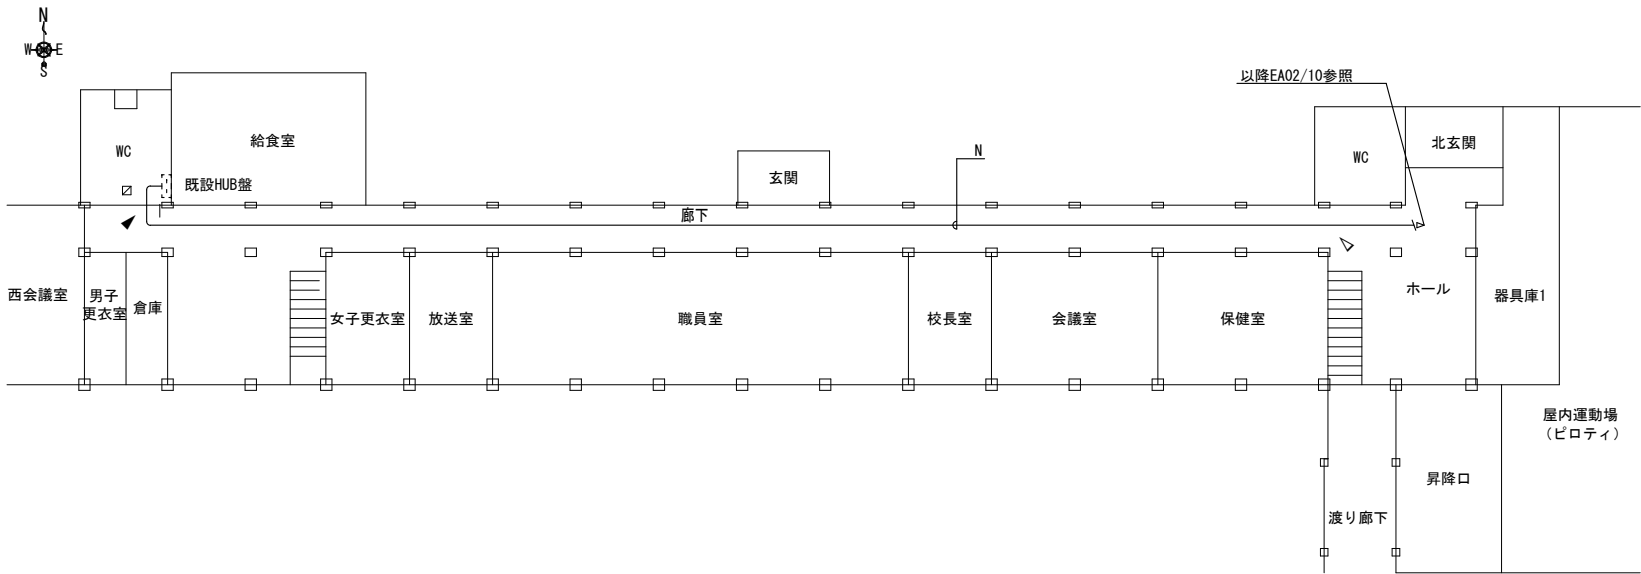 N
W E
S
以降EA02/10参照
給食室
WC
既設HUB盤
玄関
N
WC
北玄関
廊下
西会議室
男子
更衣室
倉庫
女子更衣室
放送室
職員室
校長室
会議室
保健室
ホール
器具庫1
屋内運動場
(ピロティ)
昇降口
渡り廊下